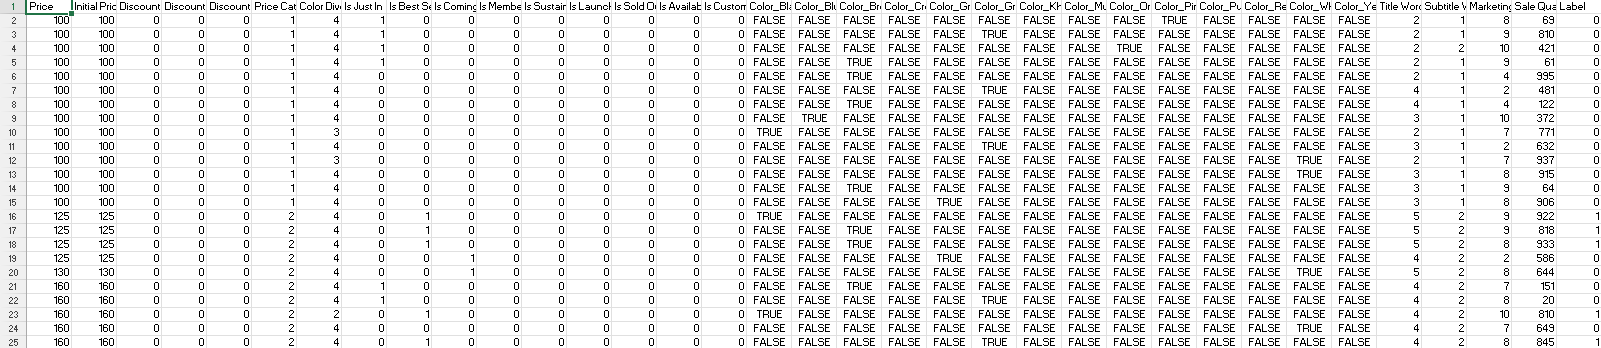 1 Price Initial Pric Discount Discount Discount Price Cat Color Dive Is Just In Is Best Se Is Coming Is Membe Is Sustain Is Launch Is Sold Ou Is Availab Is Custom Color_Bla Color_Blu Color_Bro Color_Cre Color_Gr Color_Gr Color_Kh Color_Mu Color_Or Color_Pin Color_Pu Color_Re Color_Wh Color_Ye Title Word Subtitle W Marketing Sale Qua Label
2 100 100 0 0 0 1 4 1 0 0 0 0 0 0 0 0 FALSE FALSE FALSE FALSE FALSE FALSE FALSE FALSE FALSE TRUE FALSE FALSE FALSE FALSE 2 1 8 69 0
3 100 100 0 0 0 1 4 1 0 0 0 0 0 0 0 0 FALSE FALSE FALSE FALSE FALSE TRUE FALSE FALSE FALSE FALSE FALSE FALSE FALSE FALSE 2 1 9 810 0
4 100 100 0 0 0 1 4 1 0 0 0 0 0 0 0 0 FALSE FALSE FALSE FALSE FALSE FALSE FALSE FALSE TRUE FALSE FALSE FALSE FALSE FALSE 2 2 10 421 0
5 100 100 0 0 0 1 4 1 0 0 0 0 0 0 0 0 FALSE FALSE TRUE FALSE FALSE FALSE FALSE FALSE FALSE FALSE FALSE FALSE FALSE FALSE 2 1 9 61 0
6 100 100 0 0 0 1 4 0 0 0 0 0 0 0 0 0 FALSE FALSE TRUE FALSE FALSE FALSE FALSE FALSE FALSE FALSE FALSE FALSE FALSE FALSE 2 1 4 995 0
7 100 100 0 0 0 1 4 0 0 0 0 0 0 0 0 0 FALSE FALSE FALSE FALSE FALSE TRUE FALSE FALSE FALSE FALSE FALSE FALSE FALSE FALSE 4 1 2 481 0
8 100 100 0 0 0 1 4 0 0 0 0 0 0 0 0 0 FALSE FALSE TRUE FALSE FALSE FALSE FALSE FALSE FALSE FALSE FALSE FALSE FALSE FALSE 4 1 4 122 0
9 100 100 0 0 0 1 4 0 0 0 0 0 0 0 0 0 FALSE TRUE FALSE FALSE FALSE FALSE FALSE FALSE FALSE FALSE FALSE FALSE FALSE FALSE 3 1 10 372 0
10 100 100 0 0 0 1 3 0 0 0 0 0 0 0 0 0 TRUE FALSE FALSE FALSE FALSE FALSE FALSE FALSE FALSE FALSE FALSE FALSE FALSE FALSE 2 1 7 771 0
11 100 100 0 0 0 1 4 0 0 0 0 0 0 0 0 0 FALSE FALSE FALSE FALSE FALSE TRUE FALSE FALSE FALSE FALSE FALSE FALSE FALSE FALSE 3 1 2 632 0
12 100 100 0 0 0 1 3 0 0 0 0 0 0 0 0 0 FALSE FALSE FALSE FALSE FALSE FALSE FALSE FALSE FALSE FALSE FALSE FALSE TRUE FALSE 2 1 7 937 0
13 100 100 0 0 0 1 4 0 0 0 0 0 0 0 0 0 FALSE FALSE FALSE FALSE FALSE FALSE FALSE FALSE FALSE FALSE FALSE FALSE TRUE FALSE 3 1 8 915 0
14 100 100 0 0 0 1 4 0 0 0 0 0 0 0 0 0 FALSE FALSE TRUE FALSE FALSE FALSE FALSE FALSE FALSE FALSE FALSE FALSE FALSE FALSE 3 1 9 64 0
15 100 100 0 0 0 1 4 0 0 0 0 0 0 0 0 0 FALSE FALSE FALSE FALSE TRUE FALSE FALSE FALSE FALSE FALSE FALSE FALSE FALSE FALSE 3 1 8 906 0
16 125 125 0 0 0 2 4 0 1 0 0 0 0 0 0 0 TRUE FALSE FALSE FALSE FALSE FALSE FALSE FALSE FALSE FALSE FALSE FALSE FALSE FALSE 5 2 9 922 1
17 125 125 0 0 0 2 4 0 1 0 0 0 0 0 0 0 FALSE FALSE TRUE FALSE FALSE FALSE FALSE FALSE FALSE FALSE FALSE FALSE FALSE FALSE 5 2 9 818 1
18 125 125 0 0 0 2 4 0 1 0 0 0 0 0 0 0 FALSE FALSE TRUE FALSE FALSE FALSE FALSE FALSE FALSE FALSE FALSE FALSE FALSE FALSE 5 2 8 933 1
19 125 125 0 0 0 2 4 0 0 1 0 0 0 0 0 0 FALSE FALSE FALSE FALSE TRUE FALSE FALSE FALSE FALSE FALSE FALSE FALSE FALSE FALSE 4 2 2 586 0
20 130 130 0 0 0 2 4 0 0 1 0 0 0 0 0 0 FALSE FALSE FALSE FALSE FALSE FALSE FALSE FALSE FALSE FALSE FALSE FALSE TRUE FALSE 5 2 8 644 0
21 160 160 0 0 0 2 4 1 0 0 0 0 0 0 0 0 FALSE FALSE TRUE FALSE FALSE FALSE FALSE FALSE FALSE FALSE FALSE FALSE FALSE FALSE 4 2 7 151 0
22 160 160 0 0 0 2 4 1 0 0 0 0 0 0 0 0 FALSE FALSE FALSE FALSE FALSE TRUE FALSE FALSE FALSE FALSE FALSE FALSE FALSE FALSE 4 2 8 20 0
23 160 160 0 0 0 2 2 0 1 0 0 0 0 0 0 0 TRUE FALSE FALSE FALSE FALSE FALSE FALSE FALSE FALSE FALSE FALSE FALSE FALSE FALSE 4 2 10 810 1
24 160 160 0 0 0 2 4 0 0 0 0 0 0 0 0 0 FALSE FALSE FALSE FALSE FALSE FALSE FALSE FALSE FALSE FALSE FALSE FALSE TRUE FALSE 4 2 7 649 0
25 160 160 0 0 0 2 4 0 1 0 0 0 0 0 0 0 FALSE FALSE FALSE FALSE FALSE TRUE FALSE FALSE FALSE FALSE FALSE FALSE FALSE FALSE 4 2 8 845 1